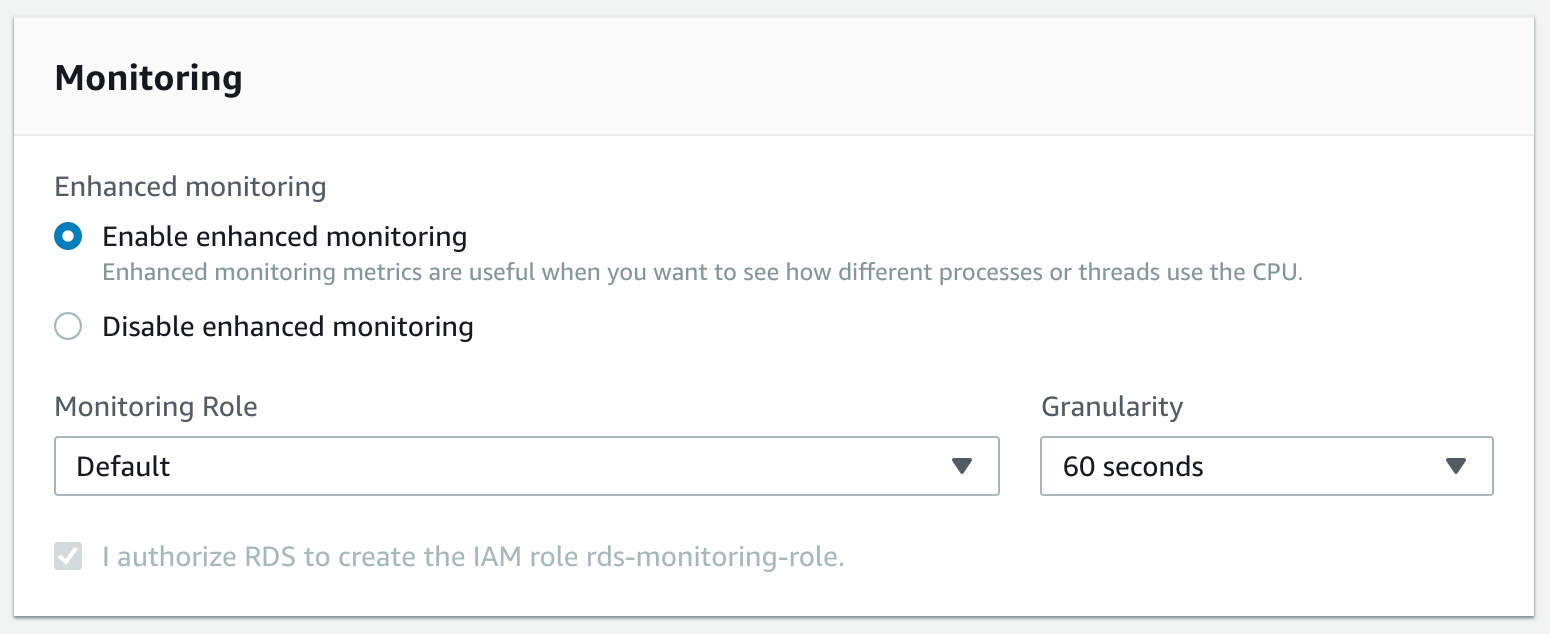 Monitoring
Enhanced monitoring
Enable enhanced monitoring
Enhanced monitoring metrics are useful when you want to see how different processes or threads use the CPU.
Disable enhanced monitoring
Monitoring Role
Granularity
Default
60 seconds
I authorize RDS to create the IAM role rds-monitoring-role.